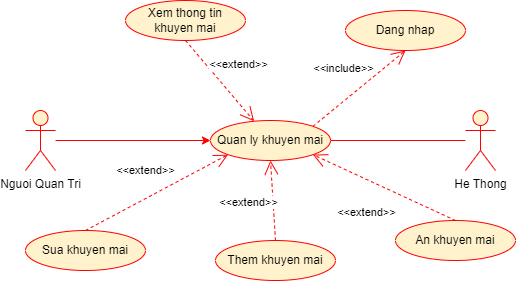 Xem thong tin
khuyen mai
Dang nhap
<<extend>>
<<include>>
Quan ly khuyen mai
Nguoi Quan Tri
He Thong
<<extend>>
<<extend>>
<<extend>>
Sua khuyen mai
Them khuyen mai
An khuyen mai